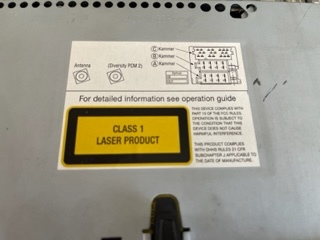 Ⓒ Kammer
Antenna
(Diversity PCM 2)
Ⓑ Kammer
Ⓐ Kammer
For detailed information see operation guide
CLASS 1
LASER PRODUCT
THIS DEVICE COMPLIES WITH
PART 15 OF THE FCC RULES
OPERATION IS SUBJECT TO
THE CONDITION THAT THIS
DEVICE DOES NOT CAUSE
HARMFUL INTERFERENCE.
THIS PRODUCT COMPLIES
WITH DHHS RULES 21 CFR
SUBCHAPTER J APPLICABLE TO
THE DATE OF MANUFACTURE.